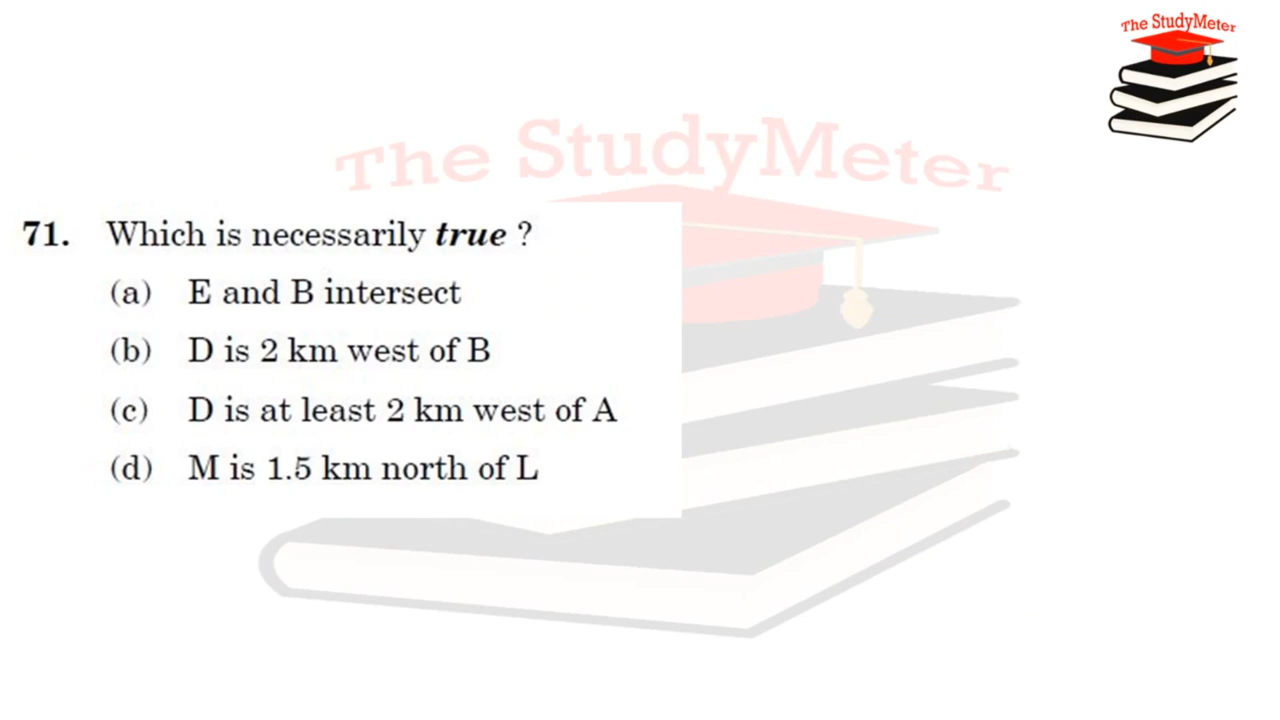 The StudyMeter
The StudyMeter
71. Which is necessarily true ?
(a) E and B intersect
(b) D is 2 km west of B
(c) D is at least 2 km west of A
(d) M is 1.5 km north of L